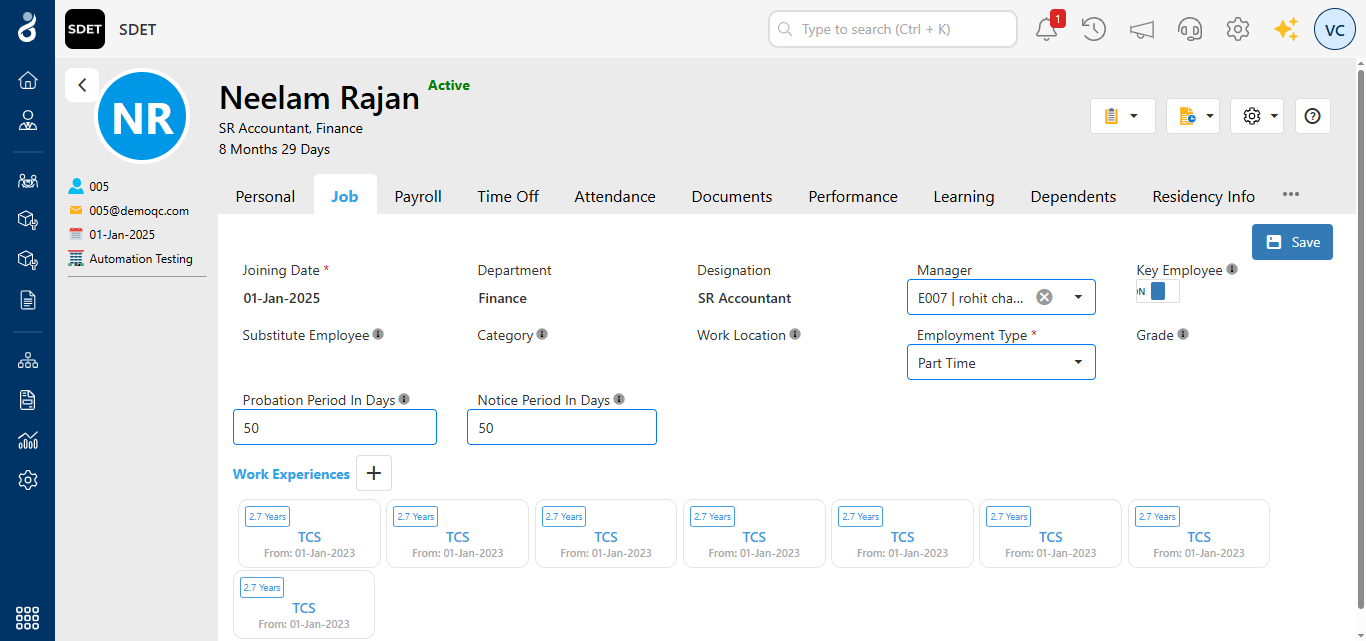 SDET SDET Type to search (Ctrl + K) 1 VC
NR
Neelam Rajan Active
SR Accountant, Finance
8 Months 29 Days
005
005@demoqc.com
01-Jan-2025
Automation Testing
Personal Job Payroll Time Off Attendance Documents Performance Learning Dependents Residency Info
Save
Joining Date * Department Designation Manager Key Employee
01-Jan-2025 Finance SR Accountant E007 | rohit cha... ON
Substitute Employee Category Work Location Employment Type * Grade
Part Time
Probation Period In Days Notice Period In Days
50 50
Work Experiences
2.7 Years 2.7 Years 2.7 Years 2.7 Years 2.7 Years 2.7 Years 2.7 Years
TCS TCS TCS TCS TCS TCS TCS
From: 01-Jan-2023 From: 01-Jan-2023 From: 01-Jan-2023 From: 01-Jan-2023 From: 01-Jan-2023 From: 01-Jan-2023 From: 01-Jan-2023
2.7 Years
TCS
From: 01-Jan-2023